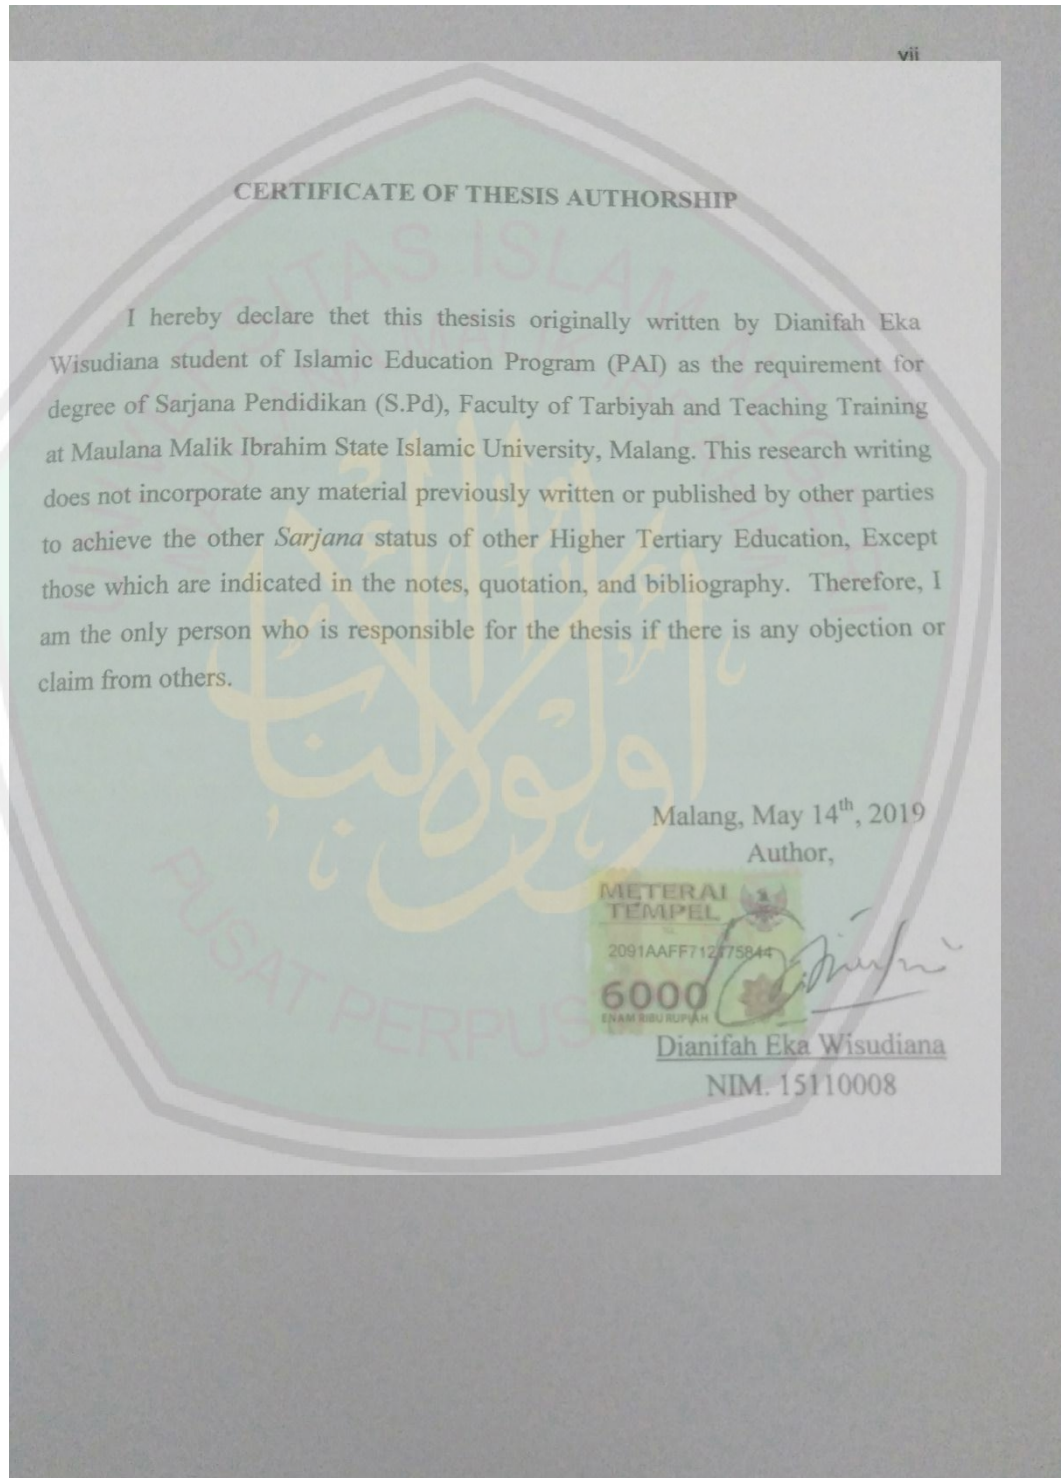 vii
CERTIFICATE OF THESIS AUTHORSHIP
I hereby declare thet this thesisis originally written by Dianifah Eka
Wisudiana student of Islamic Education Program (PAI) as the requirement for
degree of Sarjana Pendidikan (S.Pd), Faculty of Tarbiyah and Teaching Training
at Maulana Malik Ibrahim State Islamic University, Malang. This research writing
does not incorporate any material previously written or published by other parties
to achieve the other Sarjana status of other Higher Tertiary Education, Except
those which are indicated in the notes, quotation, and bibliography. Therefore, I
am the only person who is responsible for the thesis if there is any objection or
claim from others.
Malang, May 14th, 2019
Author,
METERAI
TEMPEL
6000
ENAM RIBU RUPIAH
Dianifah Eka Wisudiana
NIM. 15110008
PUSAT PERPUS